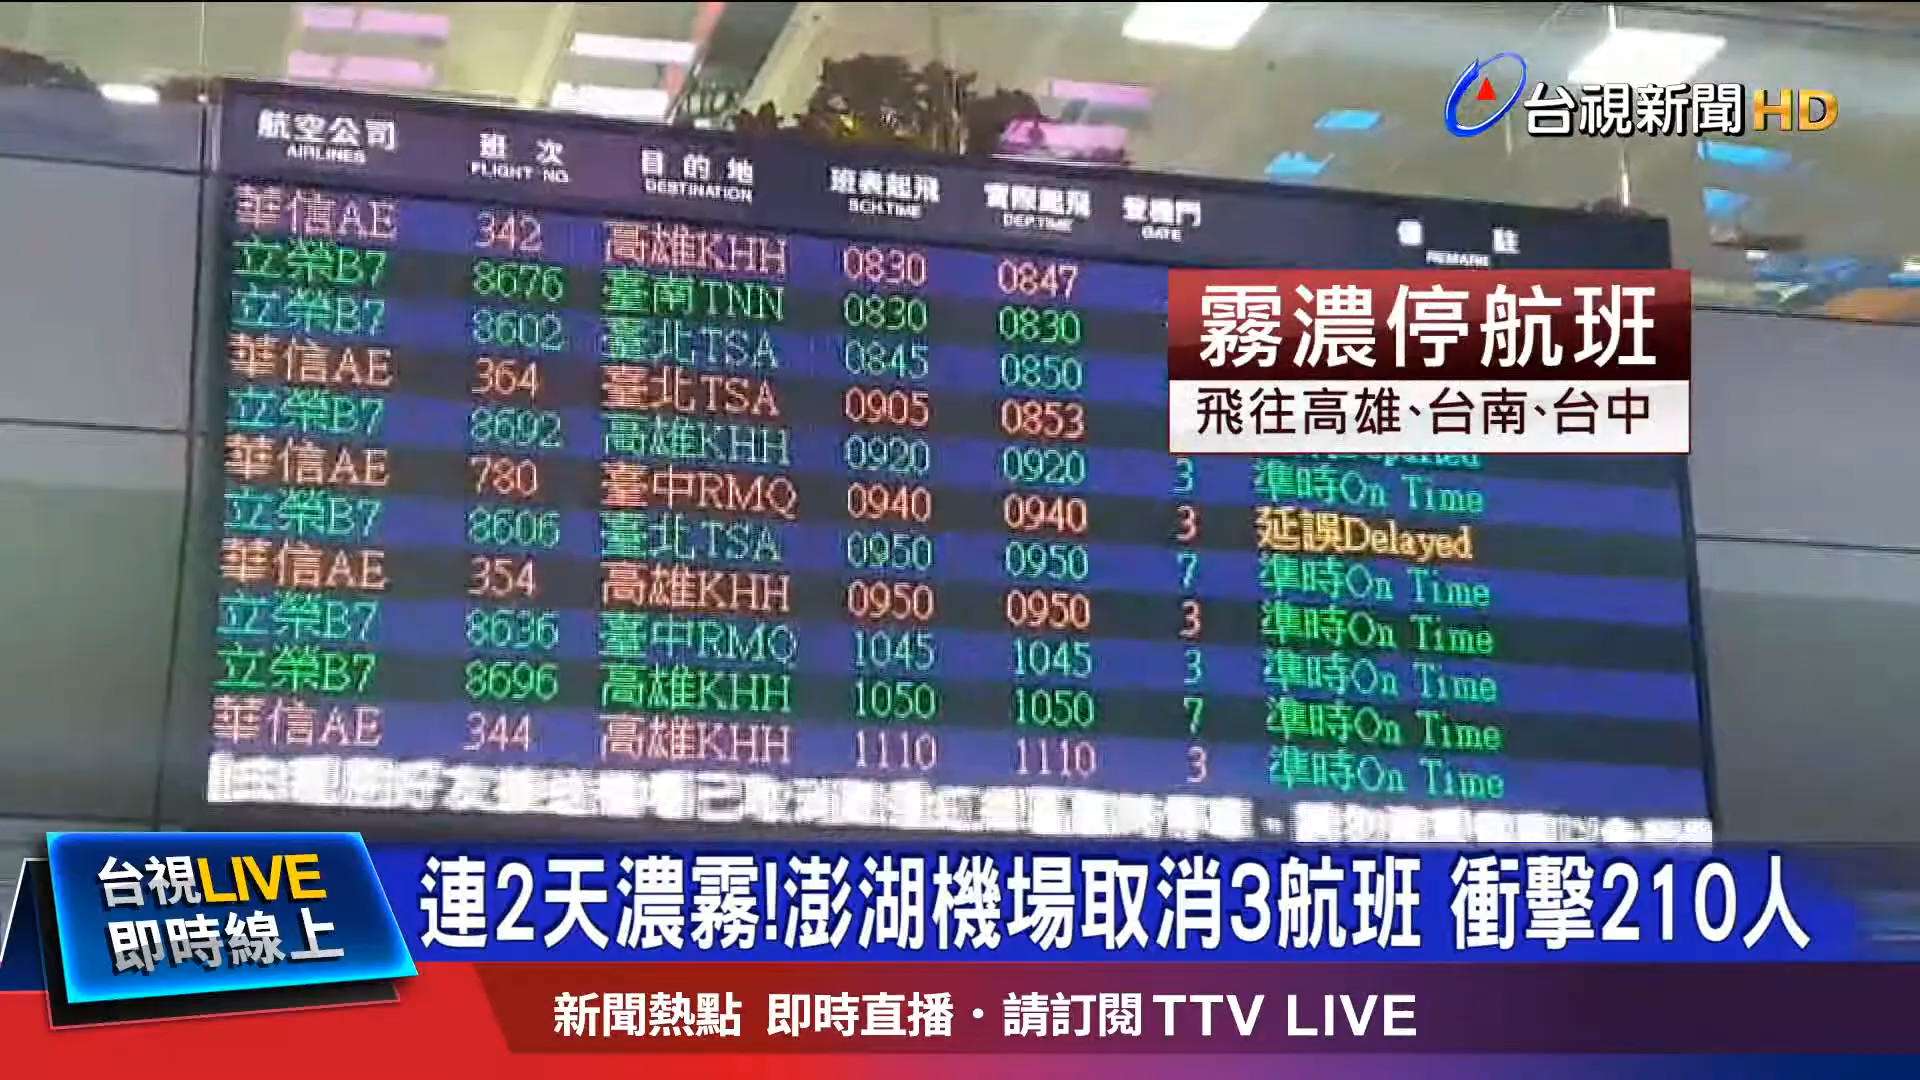 台視新聞HD
航空公司 班次 目的地 班表起飛 實際起飛 登機門 備註
AIRLINES FLIGHT NO. DESTINATION SCH.TIME DEP.TIME GATE REMARK
華信AE 342 高雄KHH 0830 0847
立榮B7 8676 臺南TNN 0830 0830
立榮B7 8602 臺北TSA 0845 0850
華信AE 364 臺北TSA 0905 0853
立榮B7 8692 高雄KHH 0920 0920 3 準時On Time
華信AE 780 臺中RMQ 0940 0940 3 延誤Delayed
立榮B7 8606 臺北TSA 0950 0950 7 準時On Time
華信AE 354 高雄KHH 0950 0950 3 準時On Time
立榮B7 8636 臺中RMQ 1045 1045 3 準時On Time
立榮B7 8696 高雄KHH 1050 1050 7 準時On Time
華信AE 344 高雄KHH 1110 1110 3 準時On Time
霧濃停航班
飛往高雄、台南、台中
台視LIVE
即時線上
連2天濃霧!澎湖機場取消3航班 衝擊210人
新聞熱點 即時直播・請訂閱TTV LIVE